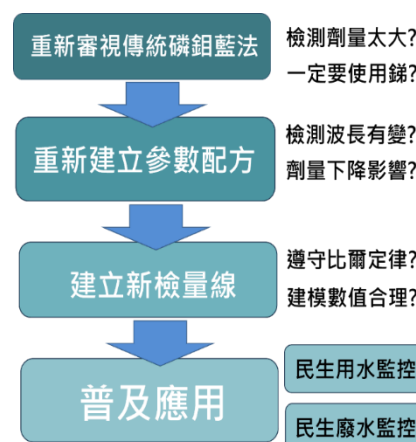 重新審視傳統磷鉬藍法
檢測劑量太大?
一定要使用銻?
重新建立參數配方
檢測波長有變?
劑量下降影響?
建立新檢量線
遵守比爾定律?
建模數值合理?
普及應用
民生用水監控
民生廢水監控